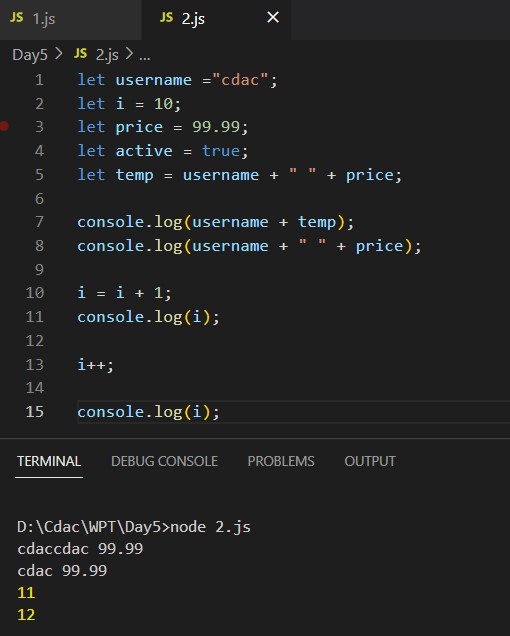 JS 1.js JS 2.js ×
Day5 > JS 2.js > ...
1 let username ="cdac";
2 let i = 10;
3 let price = 99.99;
4 let active = true;
5 let temp = username + " " + price;
6
7 console.log(username + temp);
8 console.log(username + " " + price);
9
10 i = i + 1;
11 console.log(i);
12
13 i++;
14
15 console.log(i);
TERMINAL DEBUG CONSOLE PROBLEMS OUTPUT
D:\Cdac\WPT\Day5>node 2.js
cdaccdac 99.99
cdac 99.99
11
12